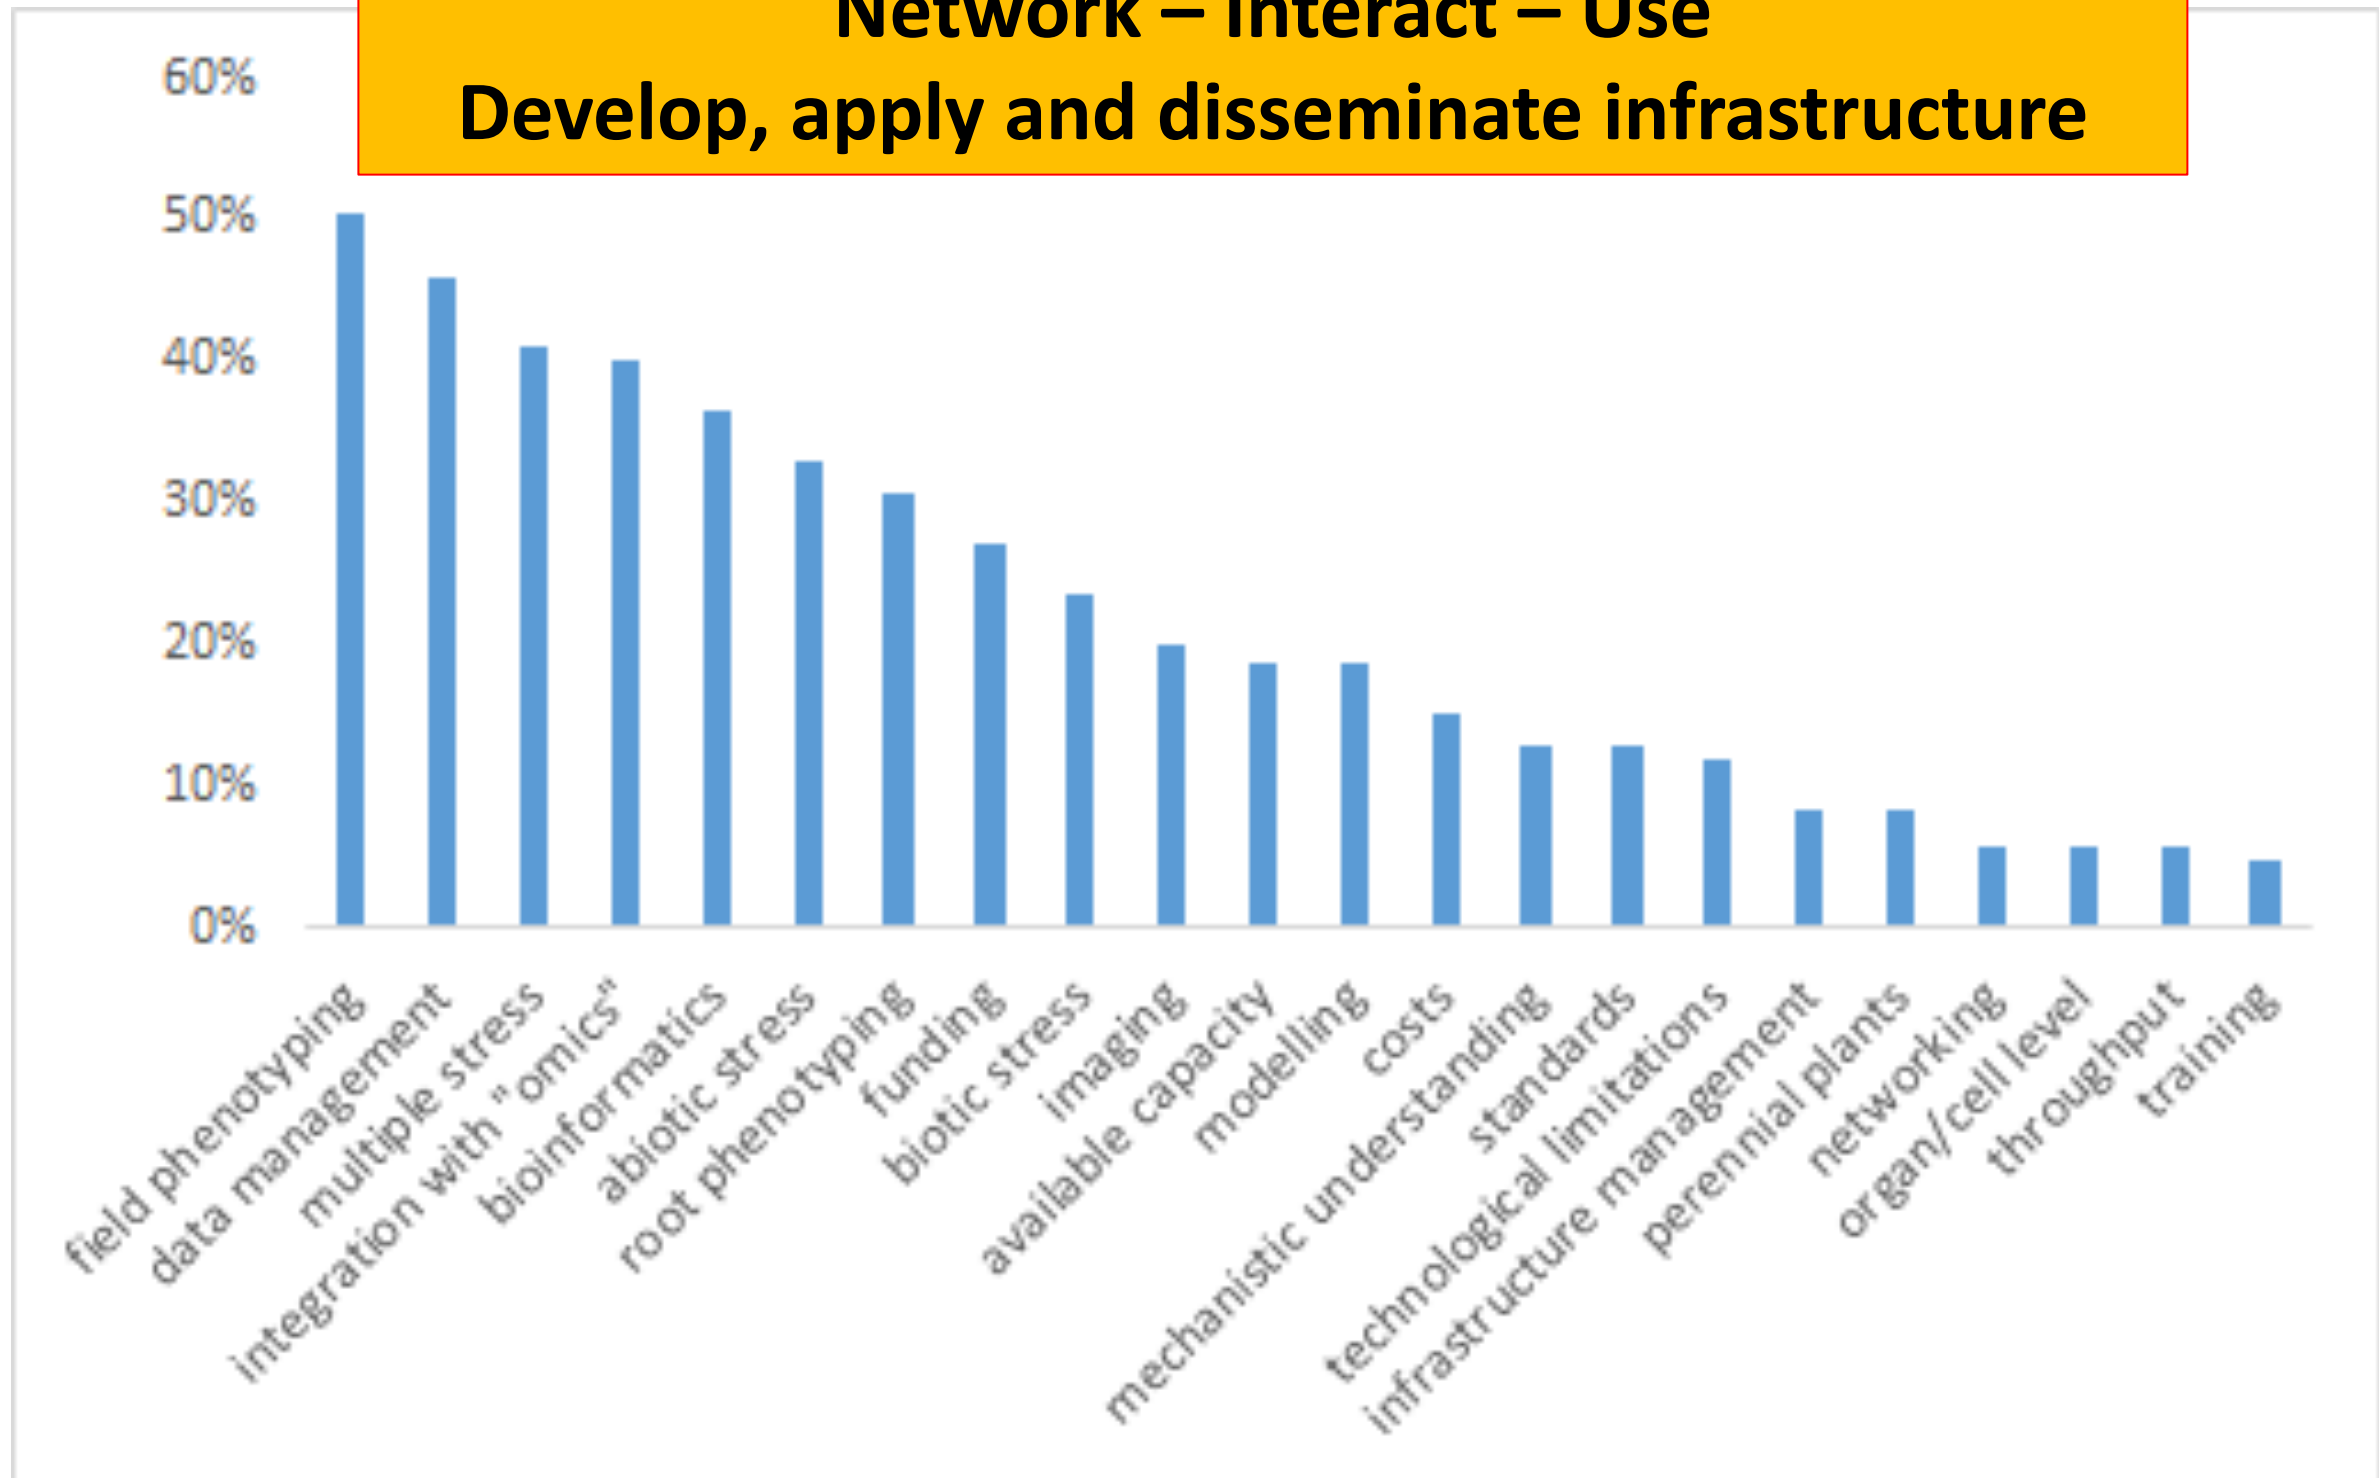 Network – Interact – Use
Develop, apply and disseminate infrastructure
60%
50%
40%
30%
20%
10%
0%
field phenotyping
data management
multiple stress
integration with "omics"
bioinformatics
abiotic stress
root phenotyping
funding
biotic stress
imaging
available capacity
modelling
costs
mechanistic understanding
standards
technological limitations
infrastructure management
perennial plants
networking
organ/cell level
throughput
training